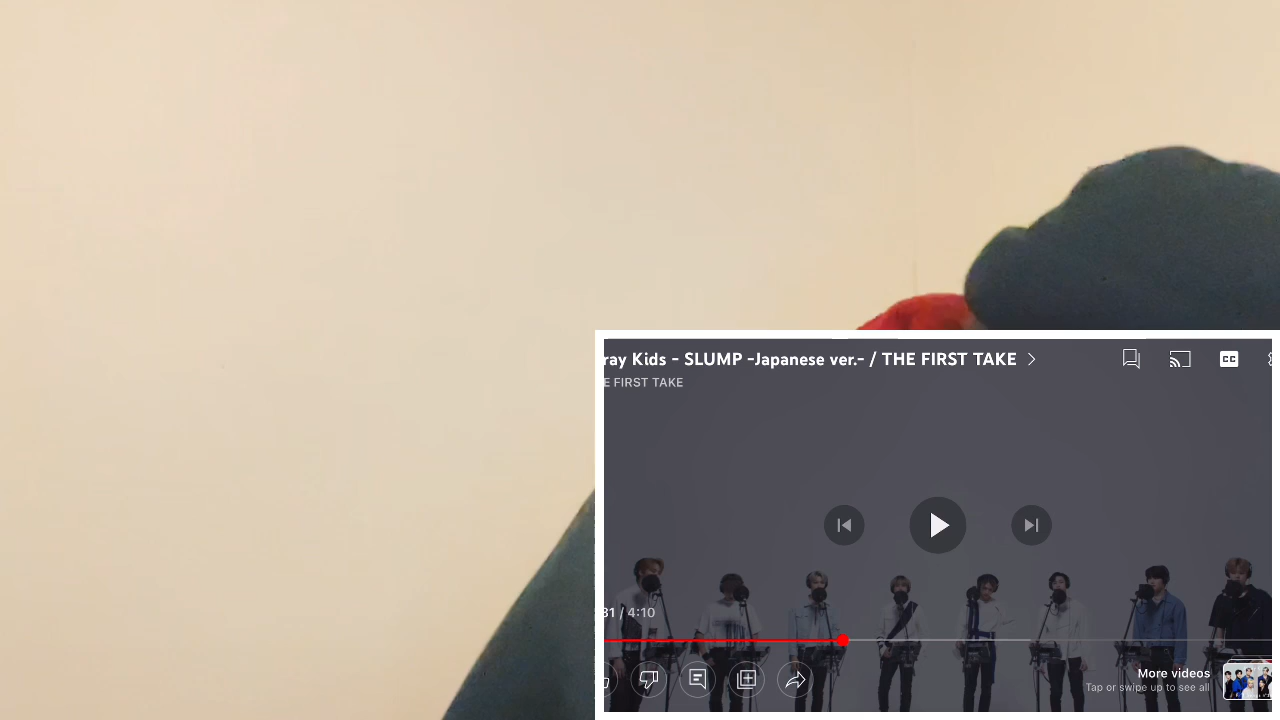 ray Kids - SLUMP -Japanese ver.- / THE FIRST TAKE
E FIRST TAKE
CC
31 / 4:10
More videos
Tap or swipe up to see all